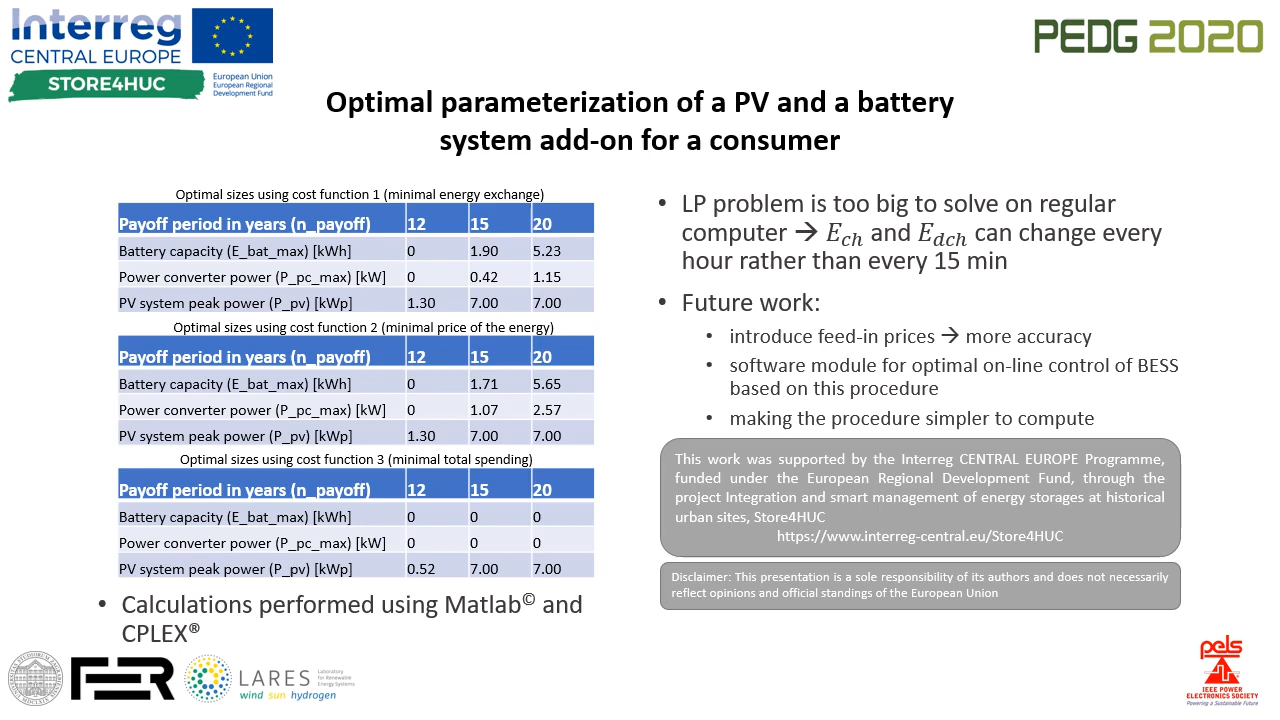 Interreg
CENTRAL EUROPE
STORE4HUC
European Union
European Regional
Development Fund
PEDG 2020
Optimal parameterization of a PV and a battery
system add-on for a consumer
Optimal sizes using cost function 1 (minimal energy exchange)
Payoff period in years (n_payoff) 12 15 20
Battery capacity (E_bat_max) [kWh] 0 1.90 5.23
Power converter power (P_pc_max) [kW] 0 0.42 1.15
PV system peak power (P_pv) [kWp] 1.30 7.00 7.00
Optimal sizes using cost function 2 (minimal price of the energy)
Payoff period in years (n_payoff) 12 15 20
Battery capacity (E_bat_max) [kWh] 0 1.71 5.65
Power converter power (P_pc_max) [kW] 0 1.07 2.57
PV system peak power (P_pv) [kWp] 1.30 7.00 7.00
Optimal sizes using cost function 3 (minimal total spending)
Payoff period in years (n_payoff) 12 15 20
Battery capacity (E_bat_max) [kWh] 0 0 0
Power converter power (P_pc_max) [kW] 0 0 0
PV system peak power (P_pv) [kWp] 0.52 7.00 7.00
• Calculations performed using Matlab© and
CPLEX®
• LP problem is too big to solve on regular
computer → E_ch and E_dch can change every
hour rather than every 15 min
• Future work:
• introduce feed-in prices → more accuracy
• software module for optimal on-line control of BESS
based on this procedure
• making the procedure simpler to compute
This work was supported by the Interreg CENTRAL EUROPE Programme,
funded under the European Regional Development Fund, through the
project Integration and smart management of energy storages at historical
urban sites, Store4HUC
https://www.interreg-central.eu/Store4HUC
Disclaimer: This presentation is a sole responsibility of its authors and does not necessarily
reflect opinions and official standings of the European Union
FER
LARES
Laboratory
for Renewable
Energy Systems
wind sun hydrogen
pels
IEEE POWER
ELECTRONICS SOCIETY
Powering a Sustainable Future